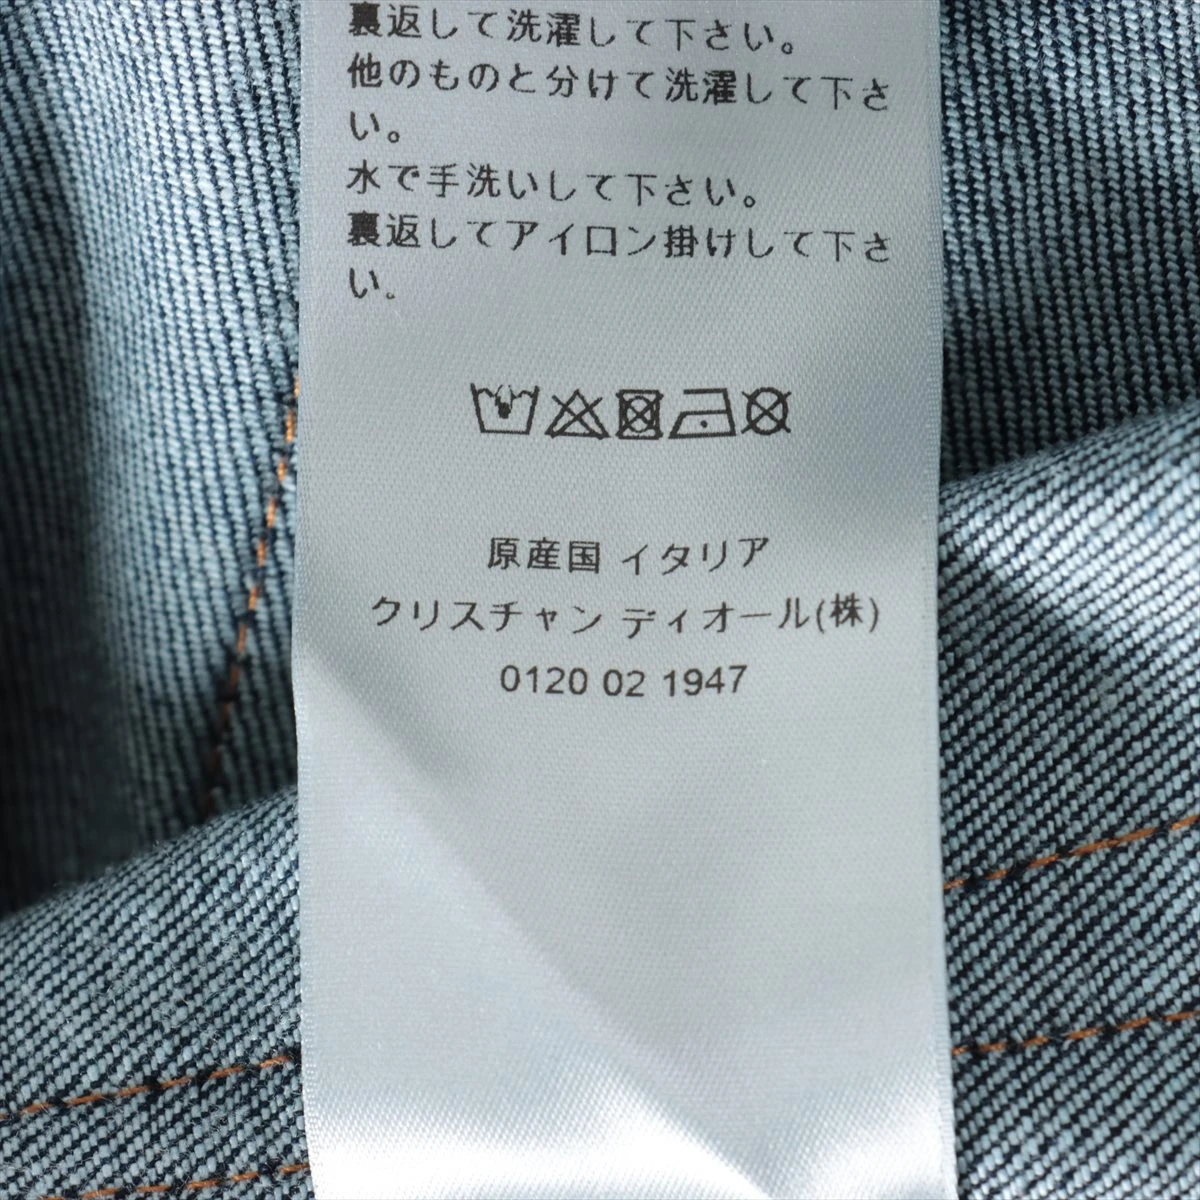 裏返して洗濯して下さい。
他のものと分けて洗濯して下さ
い。
水で手洗いして下さい。
裏返してアイロン掛けして下さ
い.
原産国 イタリア
クリスチャン ディオール(株)
0120 02 1947